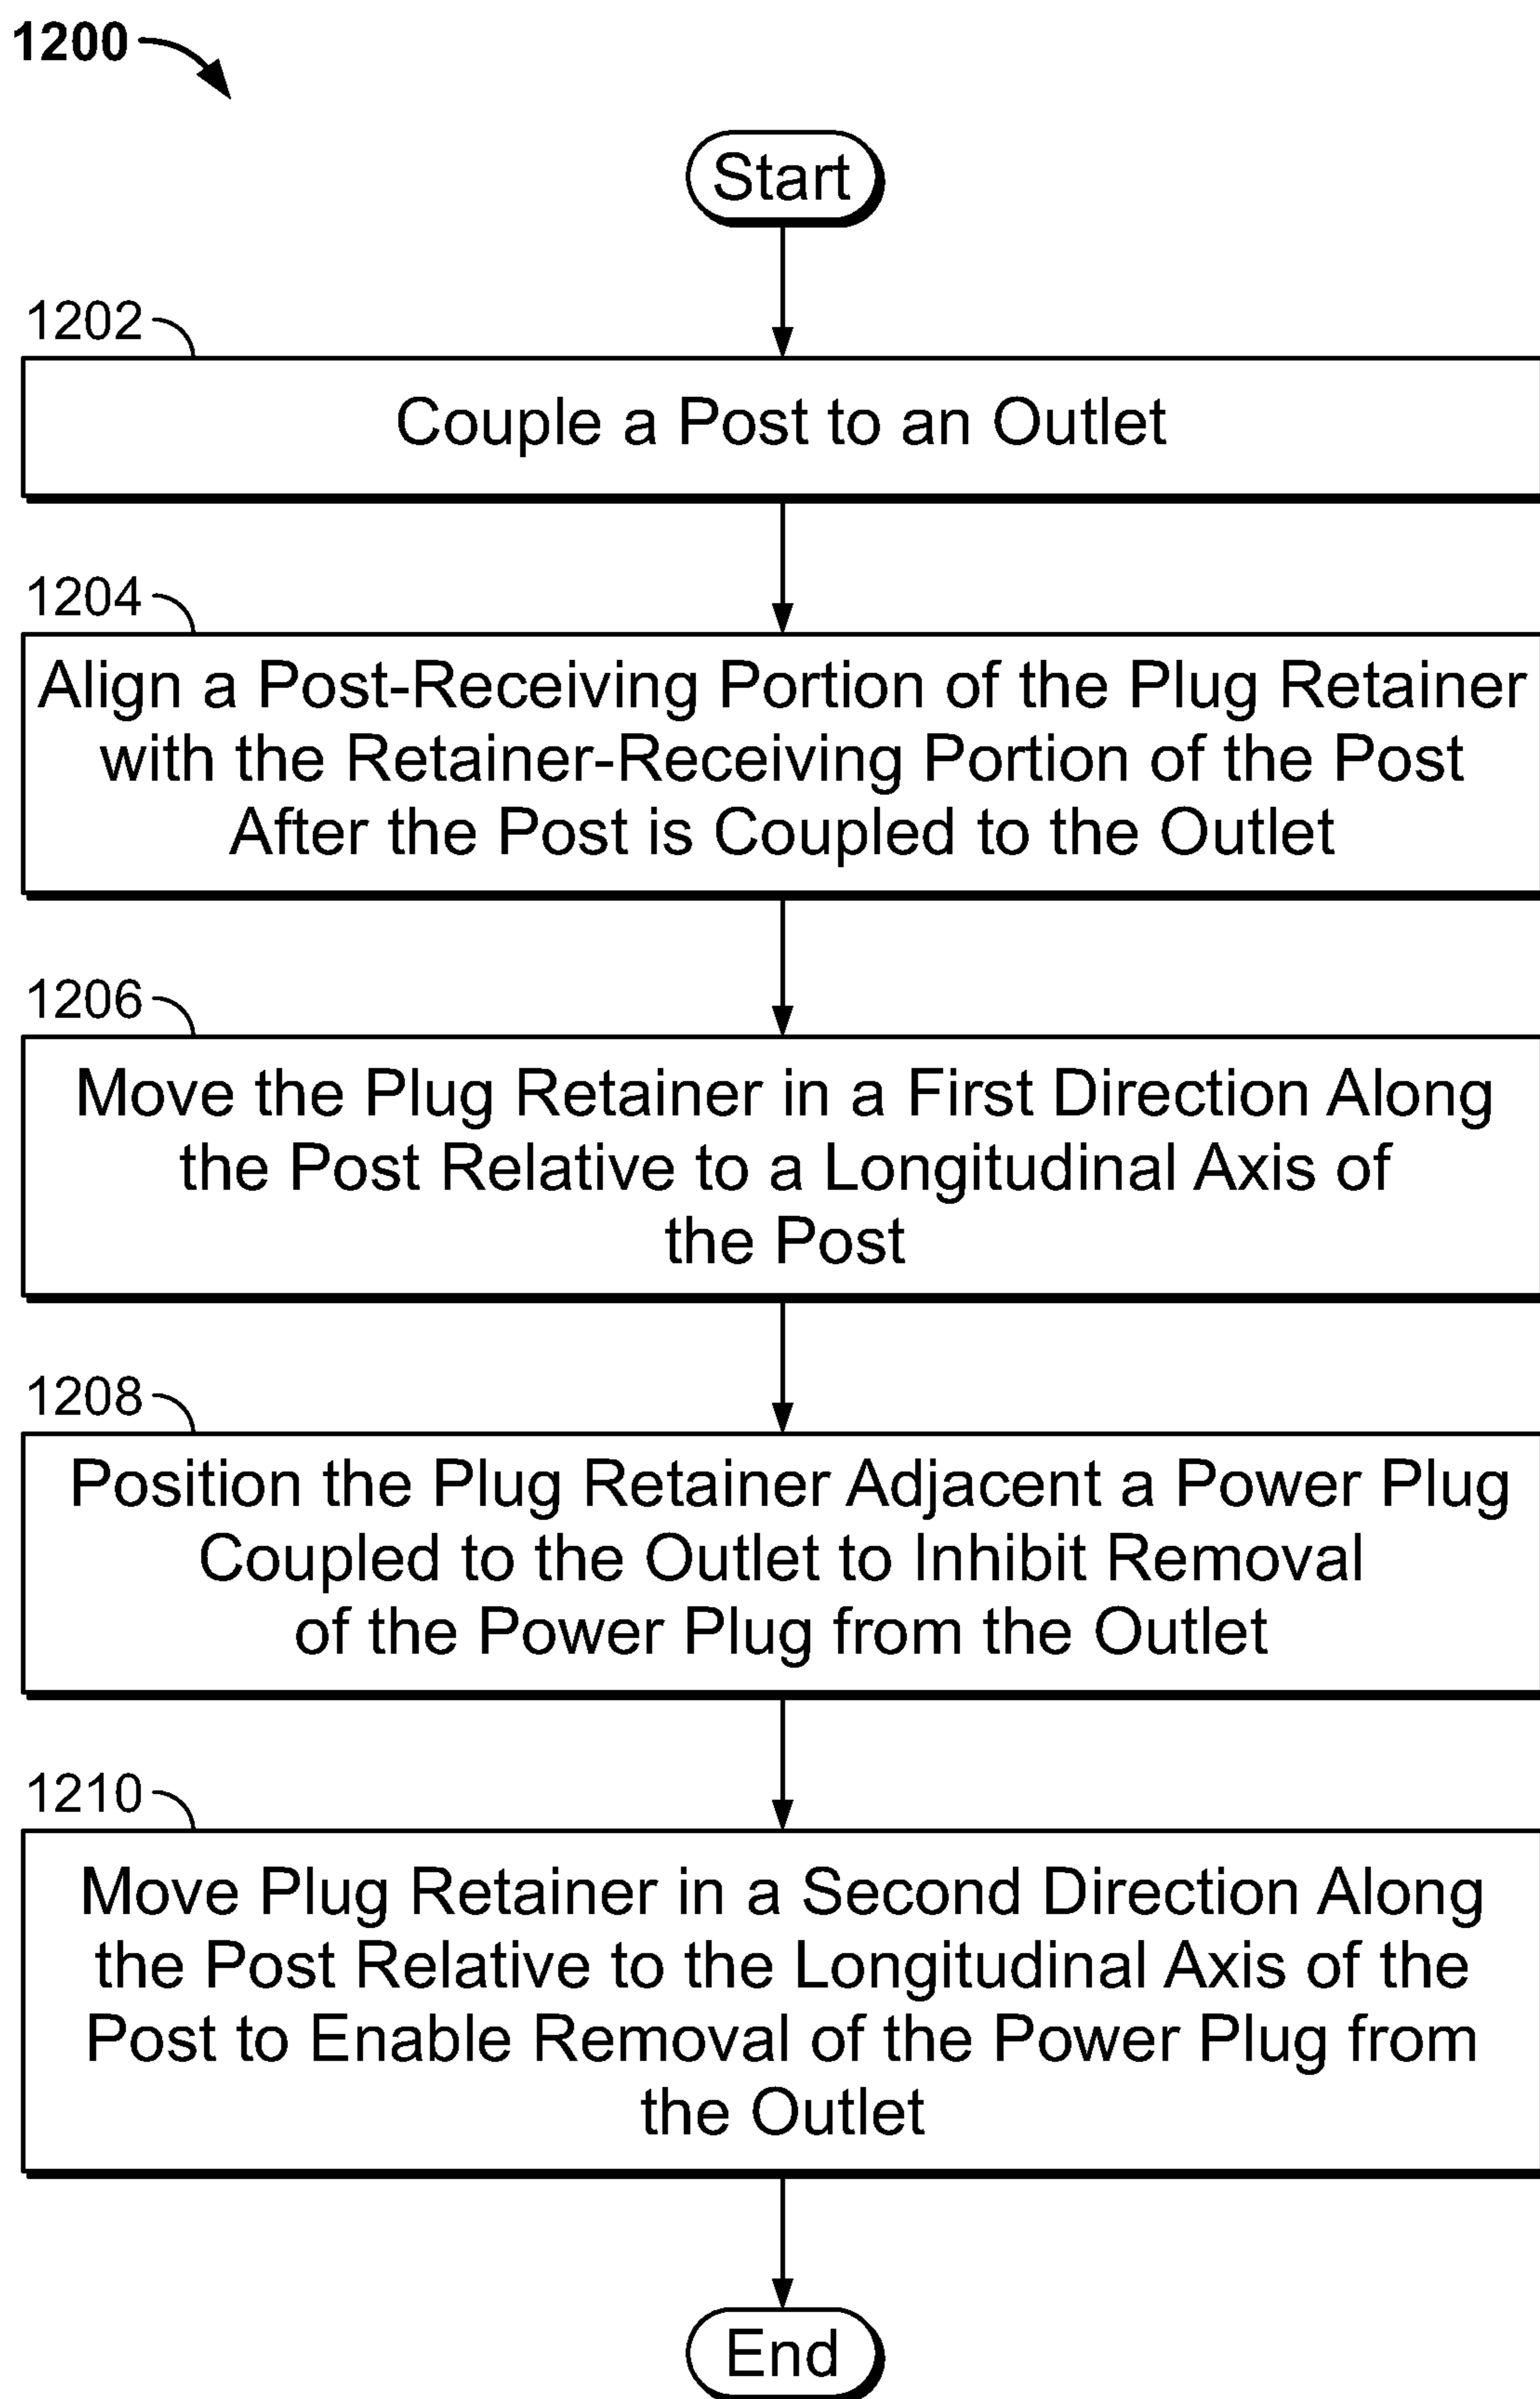 1200
Start
1202
Couple a Post to an Outlet
1204
Align a Post-Receiving Portion of the Plug Retainer
with the Retainer-Receiving Portion of the Post
After the Post is Coupled to the Outlet
1206
Move the Plug Retainer in a First Direction Along
the Post Relative to a Longitudinal Axis of
the Post
1208
Position the Plug Retainer Adjacent a Power Plug
Coupled to the Outlet to Inhibit Removal
of the Power Plug from the Outlet
1210
Move Plug Retainer in a Second Direction Along
the Post Relative to the Longitudinal Axis of the
Post to Enable Removal of the Power Plug from
the Outlet
End